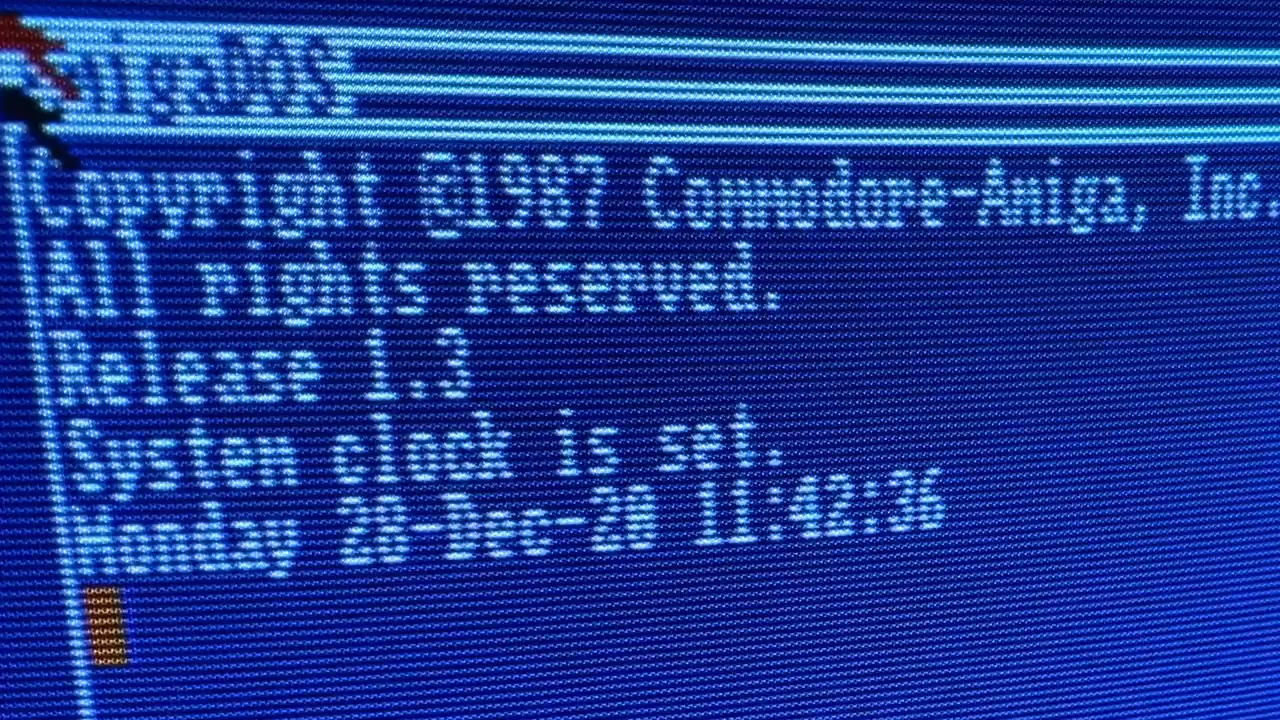 AmigaDOS
Copyright ©1987 Commodore-Amiga, Inc.
All rights reserved.
Release 1.3
System clock is set.
Monday 28-Dec-20 11:42:36